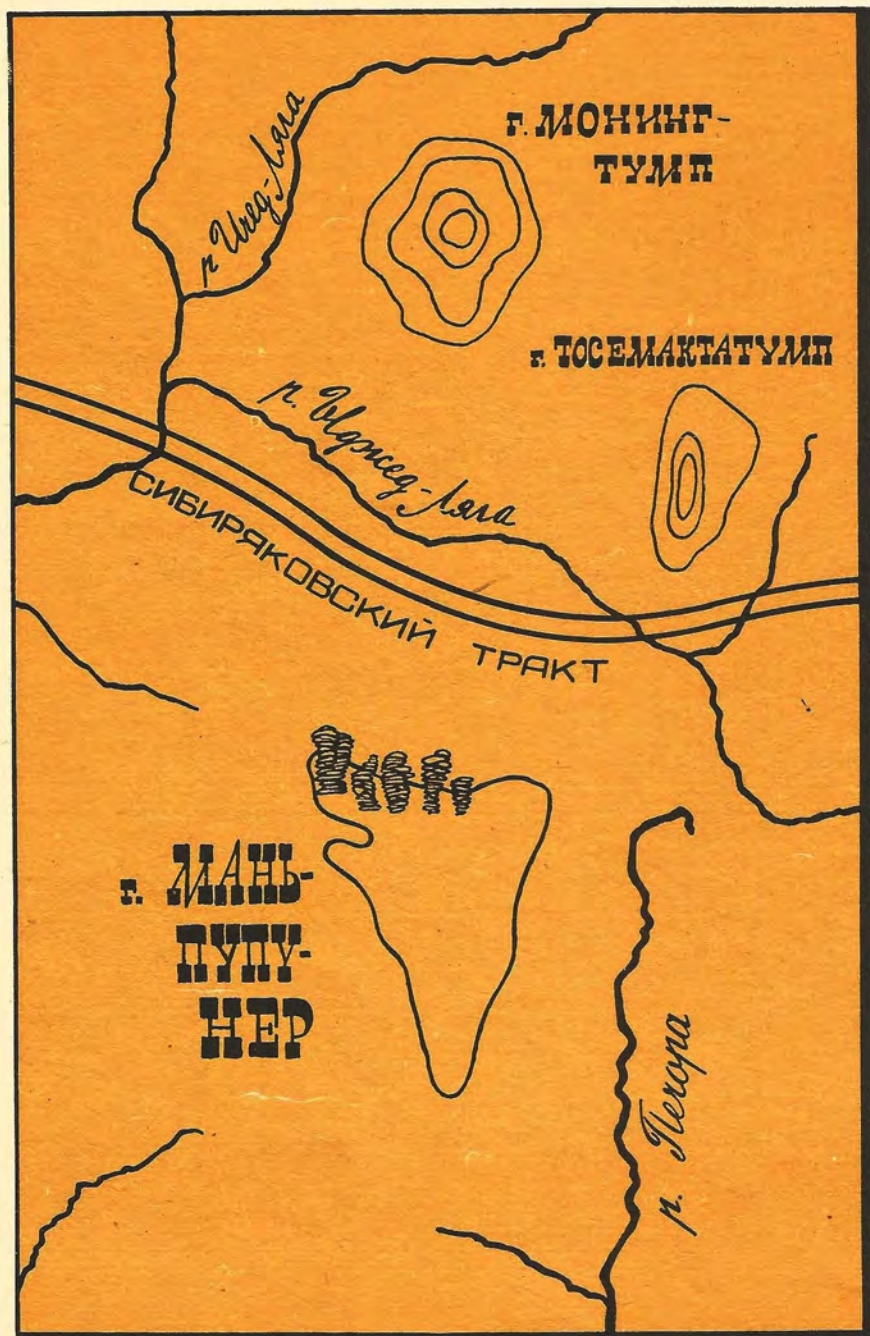 г. МОНИНГ-
ТУМП
р. Ичед-Ляга
г. ТОСЕМАКТАТУМП
р. Ыджед-Ляга
СИБИРЯКОВСКИЙ ТРАКТ
г. МАНЬ-
ПУПУ-
НЕР
р. Печора